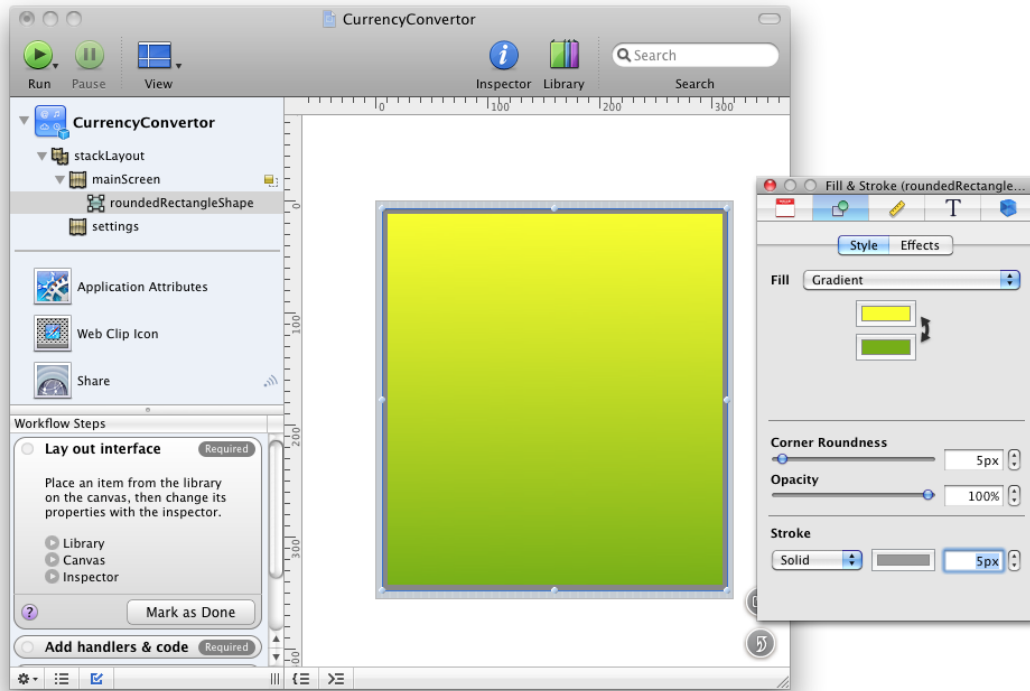 CurrencyConvertor
Run
Pause
View
Inspector
Library
Search
Search
CurrencyConvertor
stackLayout
mainScreen
roundedRectangleShape
settings
Application Attributes
Web Clip Icon
Share
Workflow Steps
Lay out interface Required
Place an item from the library
on the canvas, then change its
properties with the inspector.
Library
Canvas
Inspector
? Mark as Done
Add handlers & code Required
0 100 200 300
0
100
200
300
Fill & Stroke (roundedRectangle...
T
Style Effects
Fill Gradient
Corner Roundness
5px
Opacity
100%
Stroke
Solid 5px